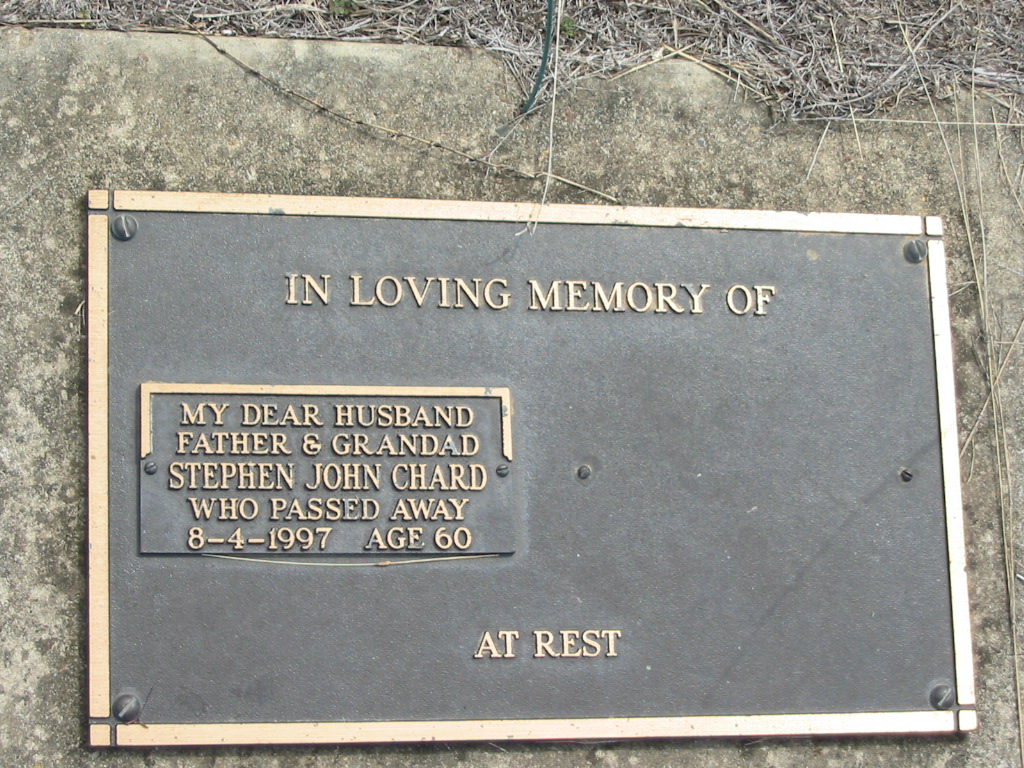 IN LOVING MEMORY OF
MY DEAR HUSBAND
FATHER & GRANDAD
STEPHEN JOHN CHARD
WHO PASSED AWAY
8-4-1997 AGE 60
AT REST